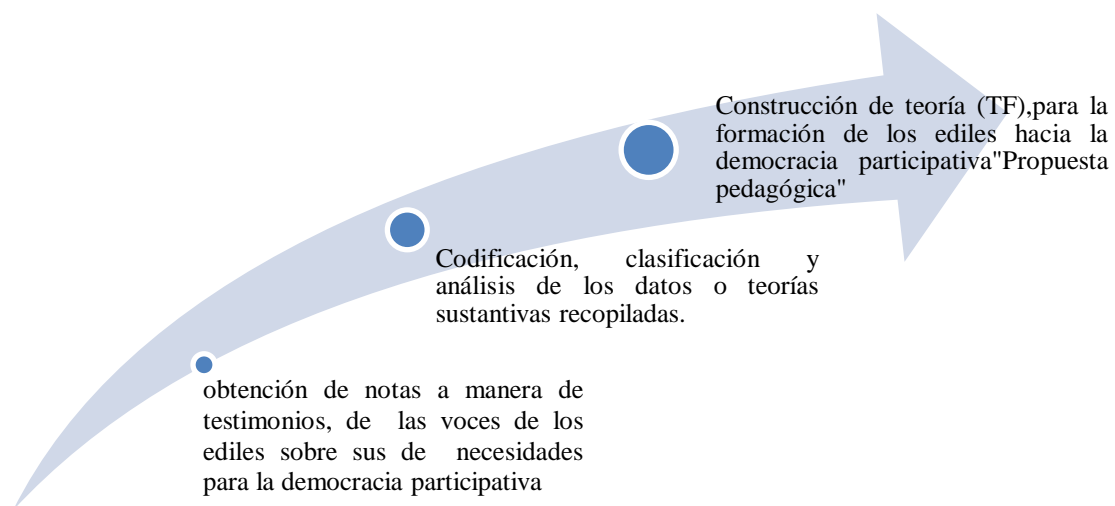 Construcción de teoría (TF),para la
formación de los ediles hacia la
democracia participativa"Propuesta
pedagógica"
Codificación, clasificación y
análisis de los datos o teorías
sustantivas recopiladas.
obtención de notas a manera de
testimonios, de las voces de los
ediles sobre sus de necesidades
para la democracia participativa